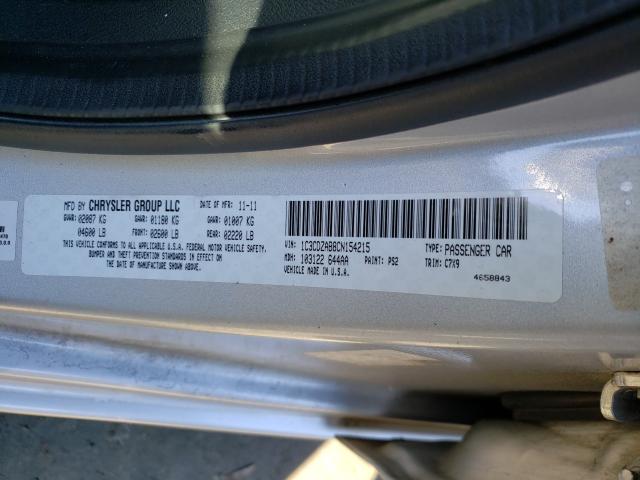 MFD BY CHRYSLER GROUP LLC DATE OF MFR: 11-11
GVWR: 02087 KG GAWR: 01180 KG GAWR: 01007 KG
04600 LB FRONT: 02600 LB REAR: 02220 LB
THIS VEHICLE CONFORMS TO ALL APPLICABLE U.S.A. FEDERAL MOTOR VEHICLE SAFETY,
BUMPER AND THEFT PREVENTION STANDARDS IN EFFECT ON
THE DATE OF MANUFACTURE SHOWN ABOVE.
VIN: 1C3CDZAB8CN154215 TYPE: PASSENGER CAR
MDH: 103122 644AA PAINT: PS2 TRIM: C7X9
VEHICLE MADE IN U.S.A.
4658843